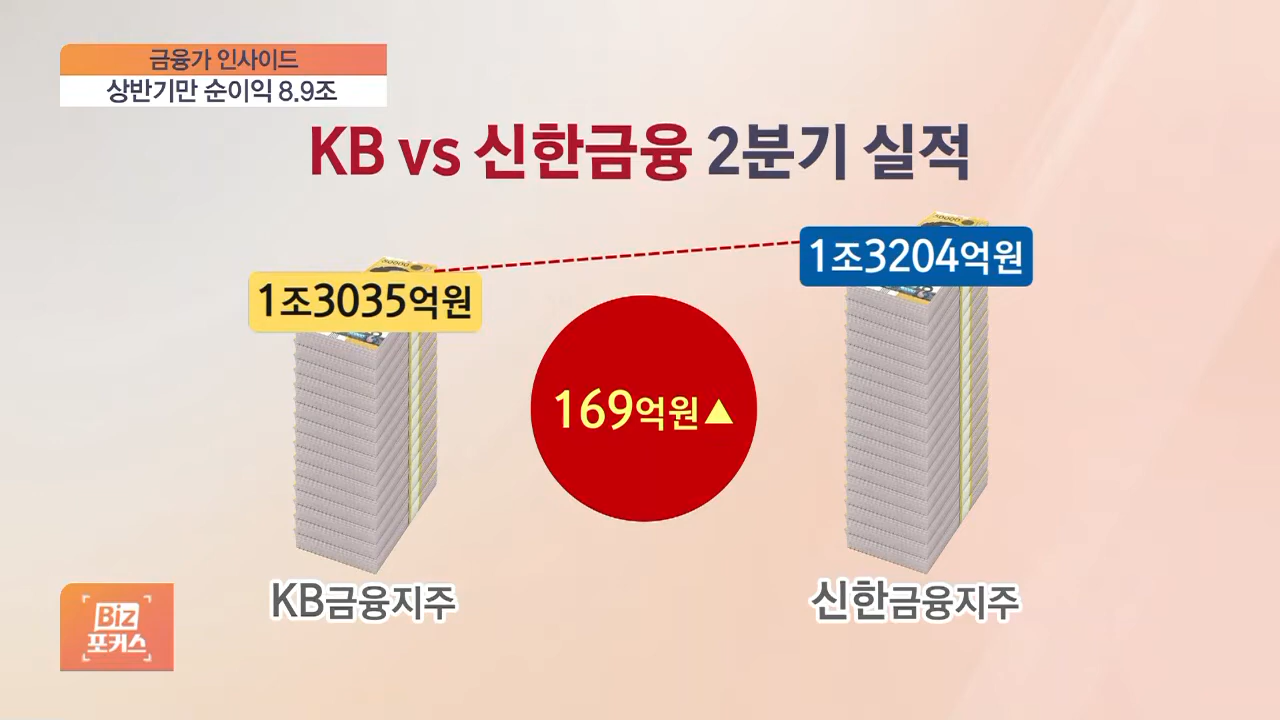 금융가 인사이드
상반기만 순이익 8.9조
KB vs 신한금융 2분기 실적
1조3204억원
1조3035억원
169억원▲
KB금융지주
신한금융지주
Biz
포커스